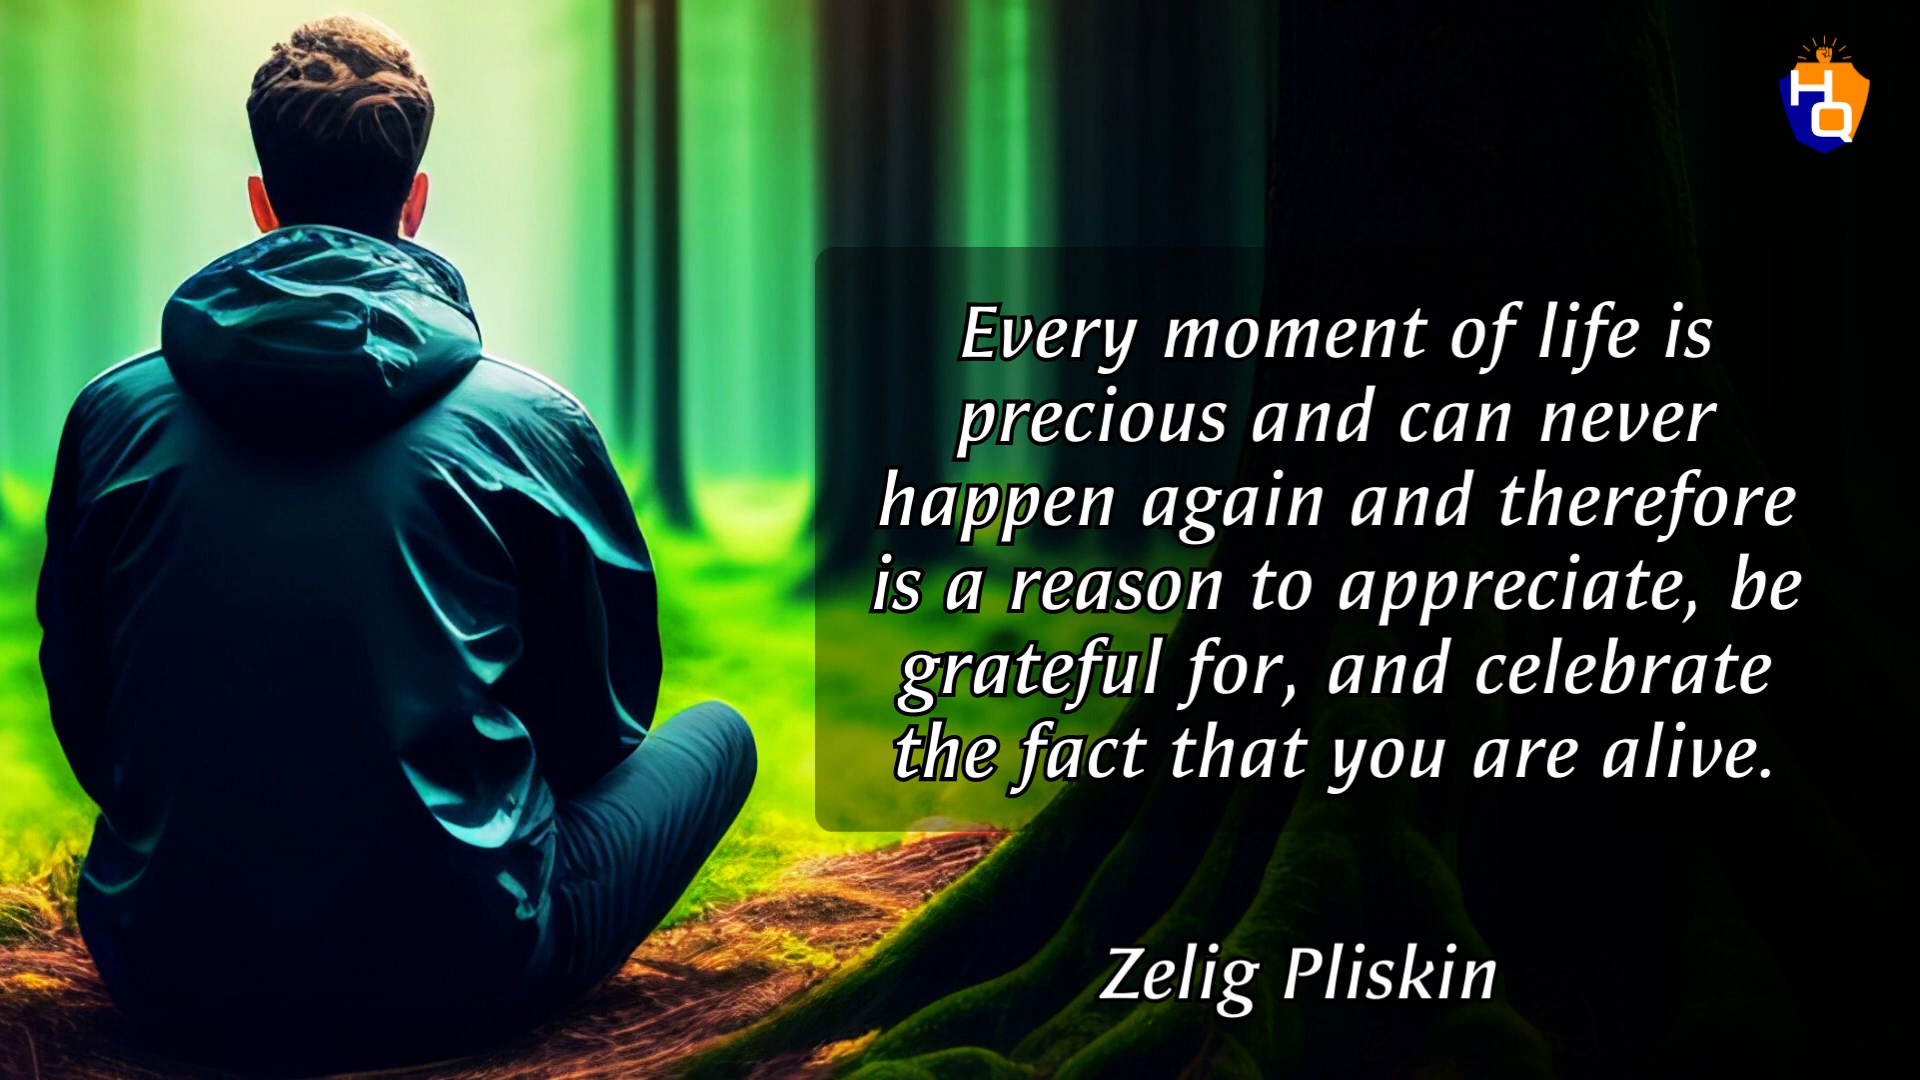 HQ
Every moment of life is
precious and can never
happen again and therefore
is a reason to appreciate, be
grateful for, and celebrate
the fact that you are alive.
Zelig Pliskin